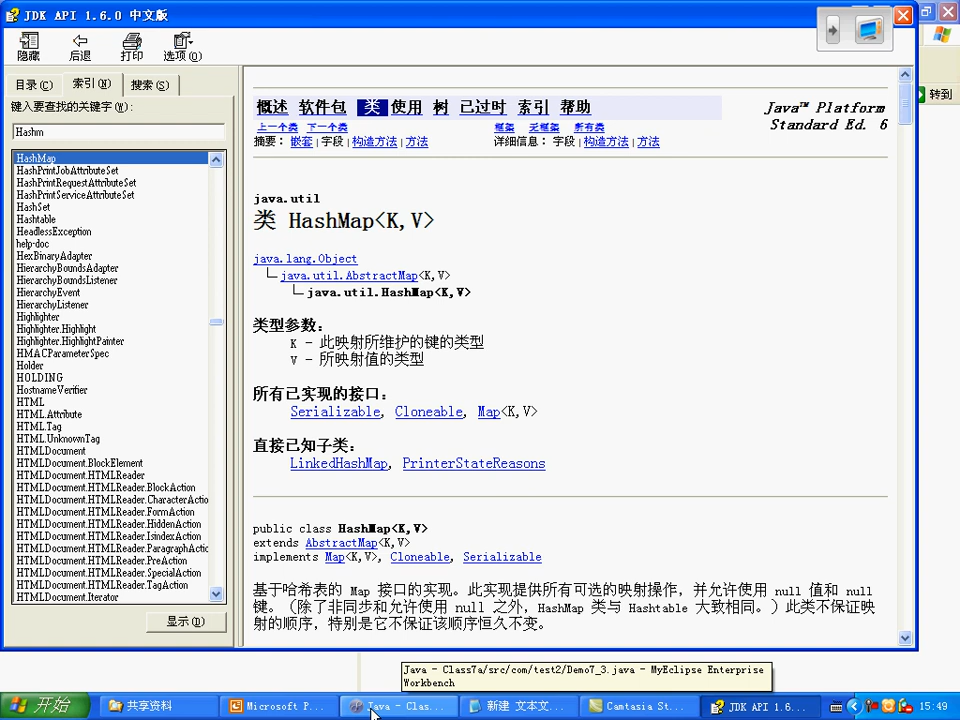 JDK API 1.6.0 中文版
隐藏
后退
打印
选项(O)
转到
目录(C)
索引(N)
搜索(S)
键入要查找的关键字(W):
Hashm
HashMap
HashPrintJobAttributeSet
HashPrintRequestAttributeSet
HashPrintServiceAttributeSet
HashSet
Hashtable
HeadlessException
help-doc
HexBinaryAdapter
HierarchyBoundsAdapter
HierarchyBoundsListener
HierarchyEvent
HierarchyListener
Highlighter
Highlighter.Highlight
Highlighter.HighlightPainter
HMACParameterSpec
Holder
HOLDING
HostnameVerifier
HTML
HTML.Attribute
HTML.Tag
HTML.UnknownTag
HTMLDocument
HTMLDocument.BlockElement
HTMLDocument.HTMLReader
HTMLDocument.HTMLReader.BlockAction
HTMLDocument.HTMLReader.CharacterActio
HTMLDocument.HTMLReader.FormAction
HTMLDocument.HTMLReader.HiddenAction
HTMLDocument.HTMLReader.IsindexAction
HTMLDocument.HTMLReader.ParagraphActic
HTMLDocument.HTMLReader.PreAction
HTMLDocument.HTMLReader.SpecialAction
HTMLDocument.HTMLReader.TagAction
HTMLDocument.Iterator
显示(D)
概述 软件包 类 使用 树 已过时 索引 帮助
Java™ Platform
Standard Ed. 6
上一个类 下一个类
框架 无框架 所有类
摘要: 嵌套 | 字段 | 构造方法 | 方法
详细信息: 字段 | 构造方法 | 方法
java.util
类 HashMap<K,V>
java.lang.Object
java.util.AbstractMap<K,V>
java.util.HashMap<K,V>
类型参数:
K - 此映射所维护的键的类型
V - 所映射值的类型
所有已实现的接口:
Serializable, Cloneable, Map<K,V>
直接已知子类:
LinkedHashMap, PrinterStateReasons
public class HashMap<K,V>
extends AbstractMap<K,V>
implements Map<K,V>, Cloneable, Serializable
基于哈希表的 Map 接口的实现。此实现提供所有可选的映射操作，并允许使用 null 值和 null
键。（除了非同步和允许使用 null 之外，HashMap 类与 Hashtable 大致相同。）此类不保证映
射的顺序，特别是它不保证该顺序恒久不变。
Java - Class7a/src/com/test2/Demo7_3.java - MyEclipse Enterprise
Workbench
开始
共享资料
Microsoft P...
Java - Clas...
新建 文本文...
Camtasia St...
JDK API 1.6...
15:49